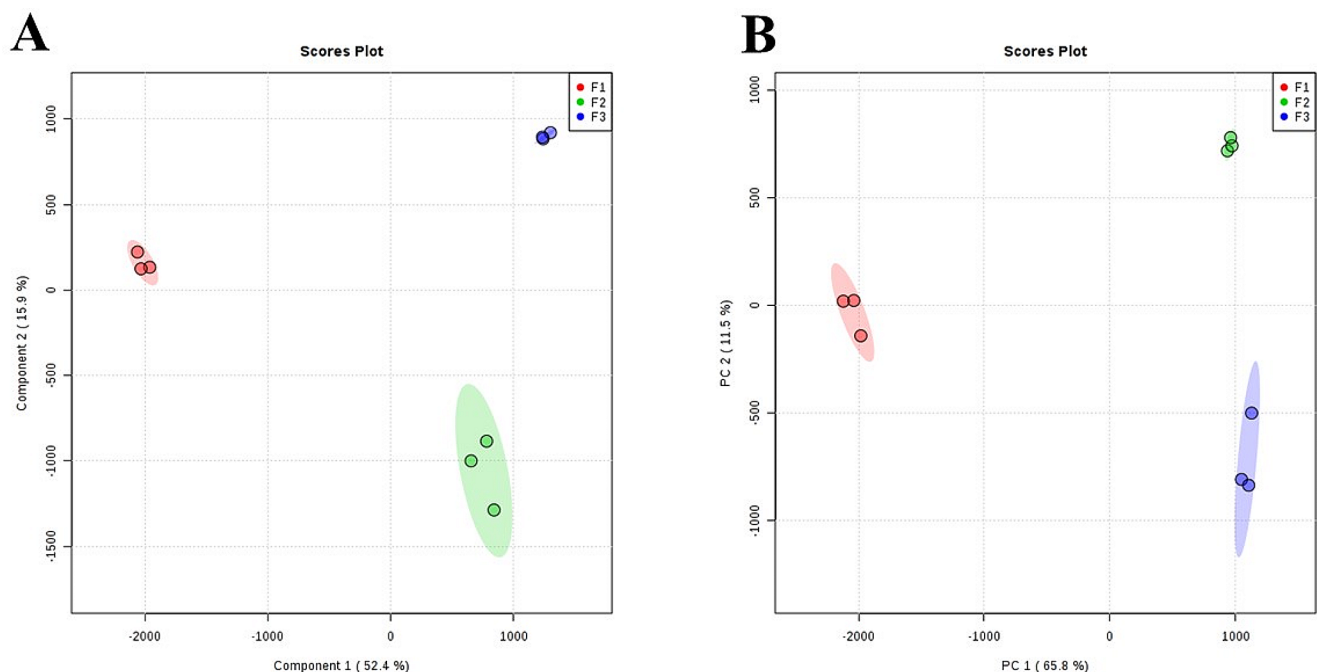 A
Scores Plot
F1
F2
F3
1000
500
0
-500
-1000
-1500
Component 2 ( 15.9 %)
-2000
-1000
0
1000
Component 1 ( 52.4 %)
B
Scores Plot
F1
F2
F3
1000
500
0
-500
-1000
PC 2 ( 11.5 %)
-2000
-1000
0
1000
PC 1 ( 65.8 %)